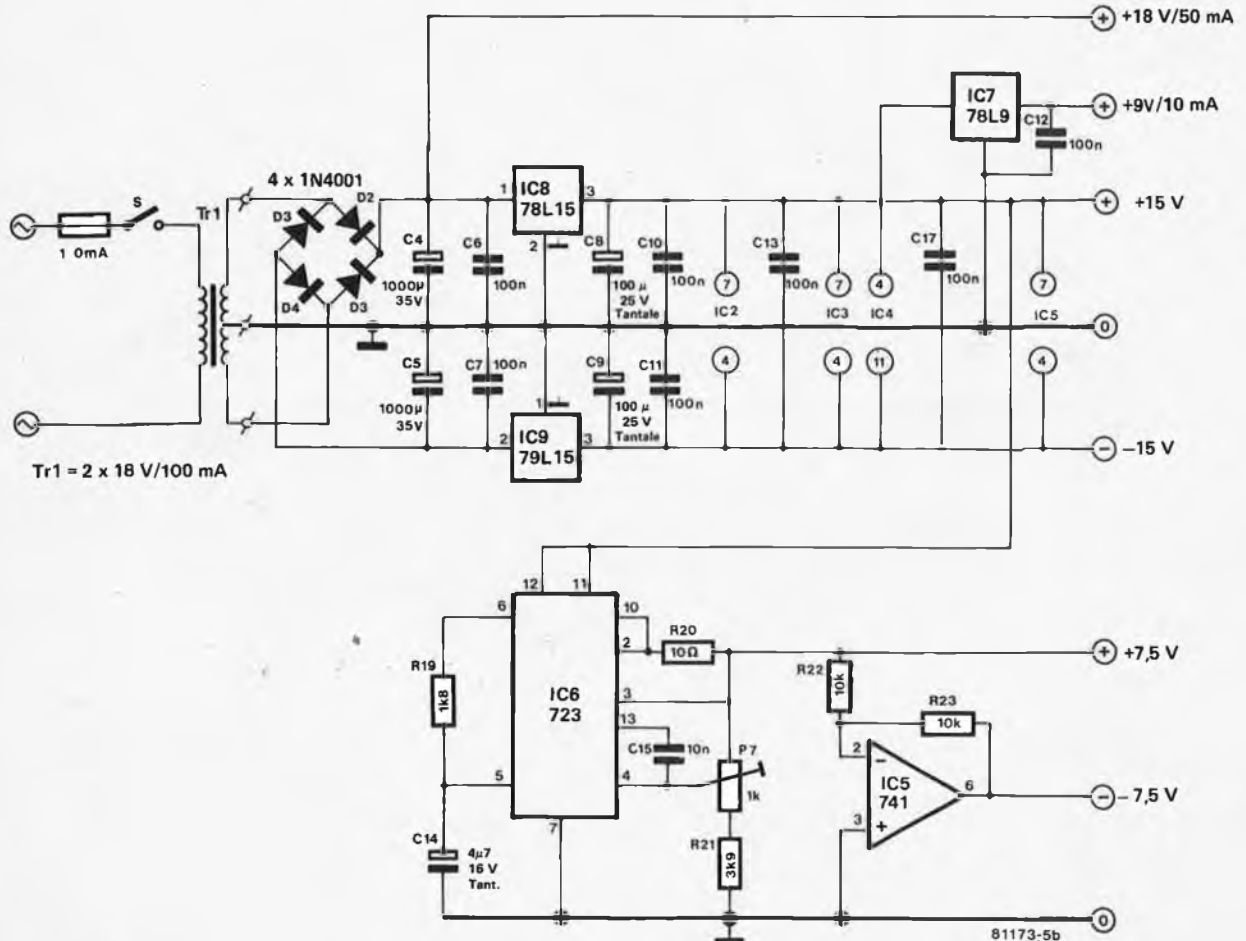 +18 V/50 mA
IC7
78L9
+9V/10 mA
C12
100n
4 x 1N4001
S
Tr1
D3
D2
D4
D3
1 0mA
1
IC8
78L15
3
2
+15 V
C4
1000µ
35V
C6
100n
C8
100 µ
25 V
Tantale
C10
100n
7
IC2
C13
100n
7
IC3
4
IC4
C17
100n
7
IC5
0
C5
1000µ
35V
C7
100n
1
C9
100 µ
25 V
Tantale
C11
100n
4
4
11
4
2
IC9
79L15
3
−15 V
Tr1 = 2 x 18 V/100 mA
12
11
6
10
2
R20
10Ω
+7,5 V
R19
1k8
IC6
723
3
13
C15
10n
5
4
P7
1k
7
R22
10k
R23
10k
2
IC5
741
6
3
− 7,5 V
C14
4µ7
16 V
Tant.
R21
3k9
0
81173-5b